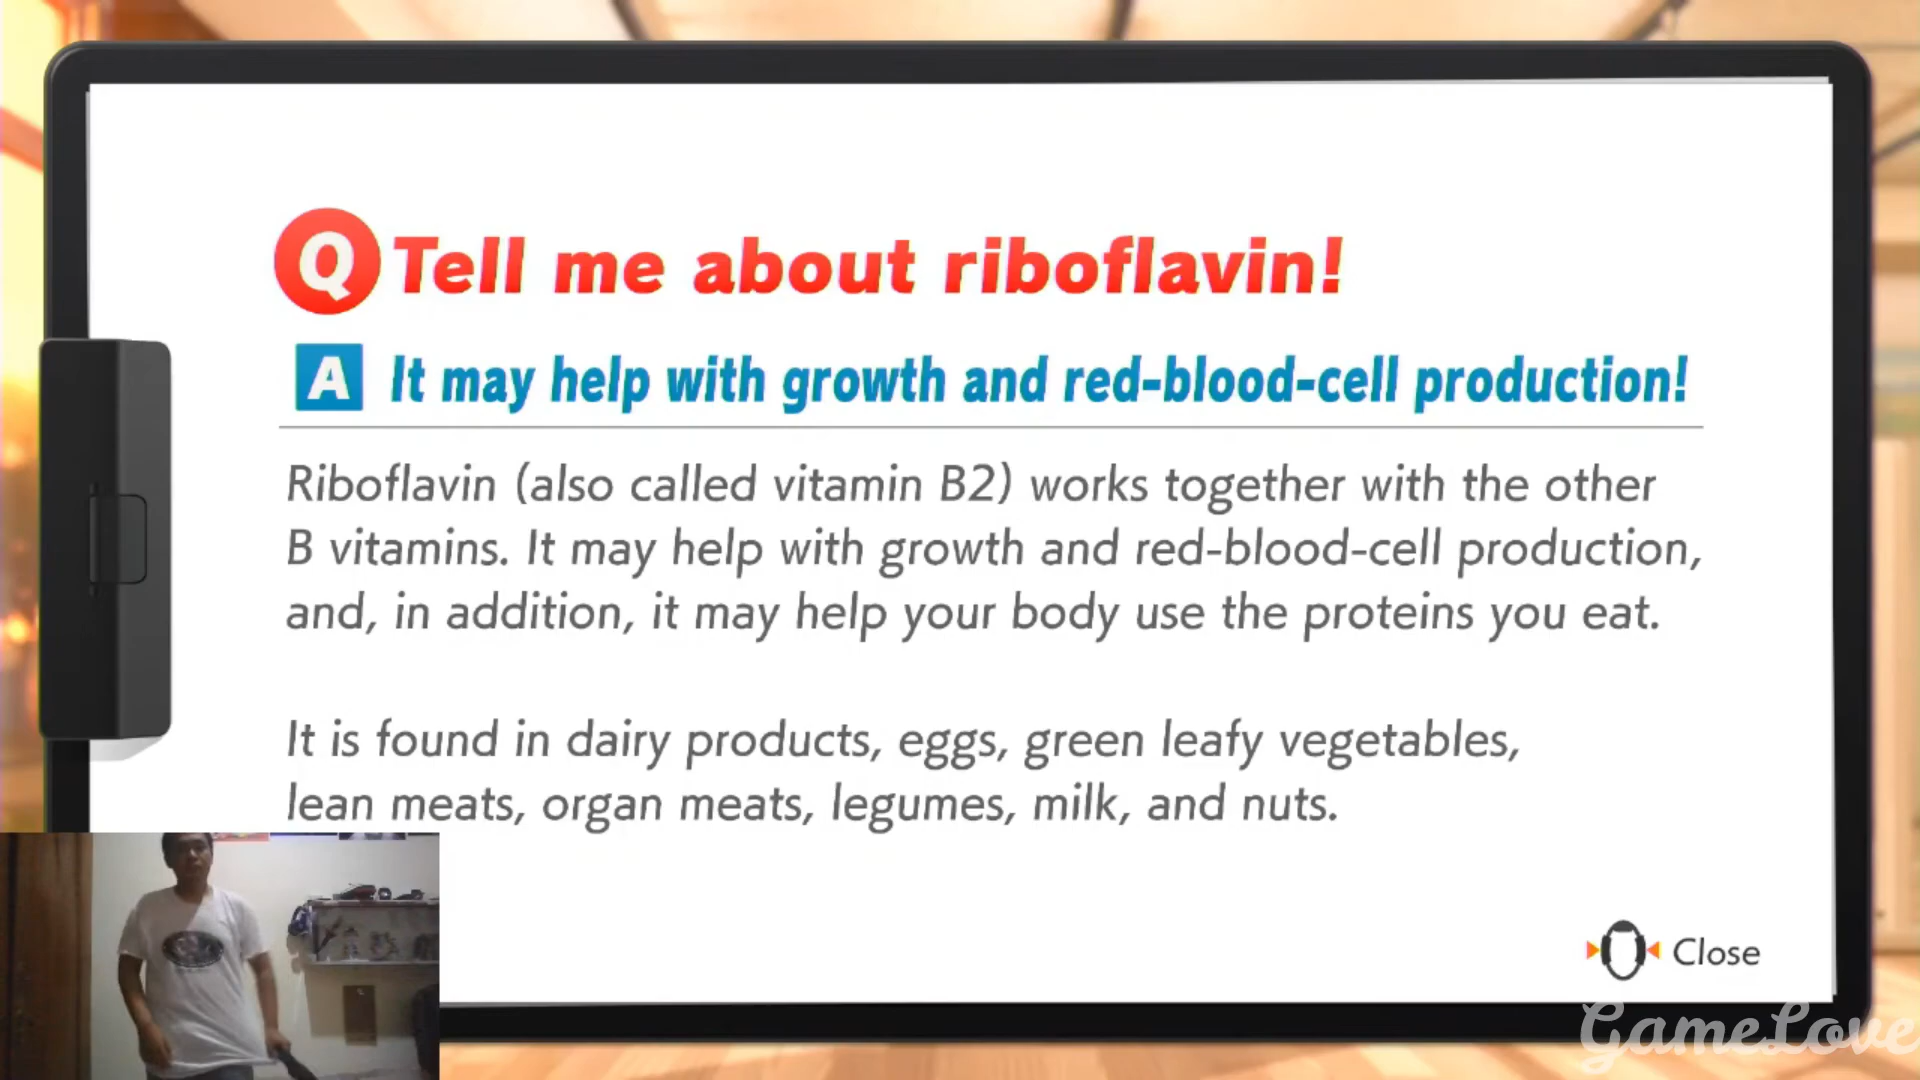 Q Tell me about riboflavin!
A It may help with growth and red-blood-cell production!
Riboflavin (also called vitamin B2) works together with the other
B vitamins. It may help with growth and red-blood-cell production,
and, in addition, it may help your body use the proteins you eat.
It is found in dairy products, eggs, green leafy vegetables,
lean meats, organ meats, legumes, milk, and nuts.
Close
GameLove